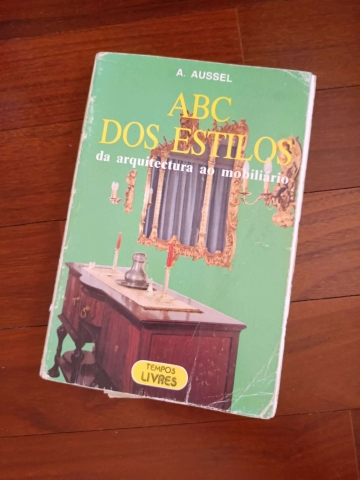 A. AUSSEL
ABC
DOS ESTILOS
da arquitectura ao mobiliário
TEMPOS
LIVRES